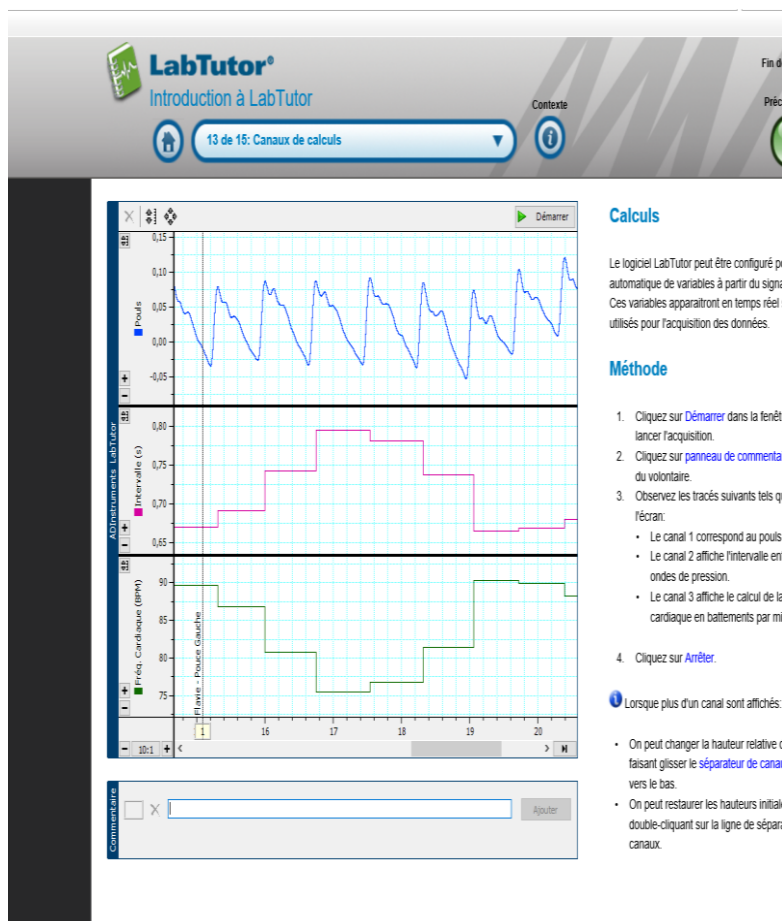 LabTutor®
Introduction à LabTutor
Fin d
Contexte
Préc
13 de 15: Canaux de calculs
Démarrer
ADInstruments LabTutor
0,15
0,10
0,05
0,00
-0,05
Pouls
0,80
0,75
0,70
0,65
Intervalle (s)
90
85
80
75
Fréq. Cardiaque (BPM)
Flavie - Pouce Gauche
1
16
17
18
19
20
10:1
Commentaire
Ajouter
Calculs
Le logiciel LabTutor peut être configuré p
automatique de variables à partir du signa
Ces variables apparaitront en temps réel
utilisés pour l'acquisition des données.
Méthode
1. Cliquez sur Démarrer dans la fenêt
lancer l'acquisition.
2. Cliquez sur panneau de commenta
du volontaire.
3. Observez les tracés suivants tels q
l'écran:
• Le canal 1 correspond au pouls
• Le canal 2 affiche l'intervalle en
ondes de pression.
• Le canal 3 affiche le calcul de la
cardiaque en battements par mi
4. Cliquez sur Arrêter.
Lorsque plus d'un canal sont affichés:
• On peut changer la hauteur relative
faisant glisser le séparateur de cana
vers le bas.
• On peut restaurer les hauteurs initial
double-cliquant sur la ligne de sépara
canaux.